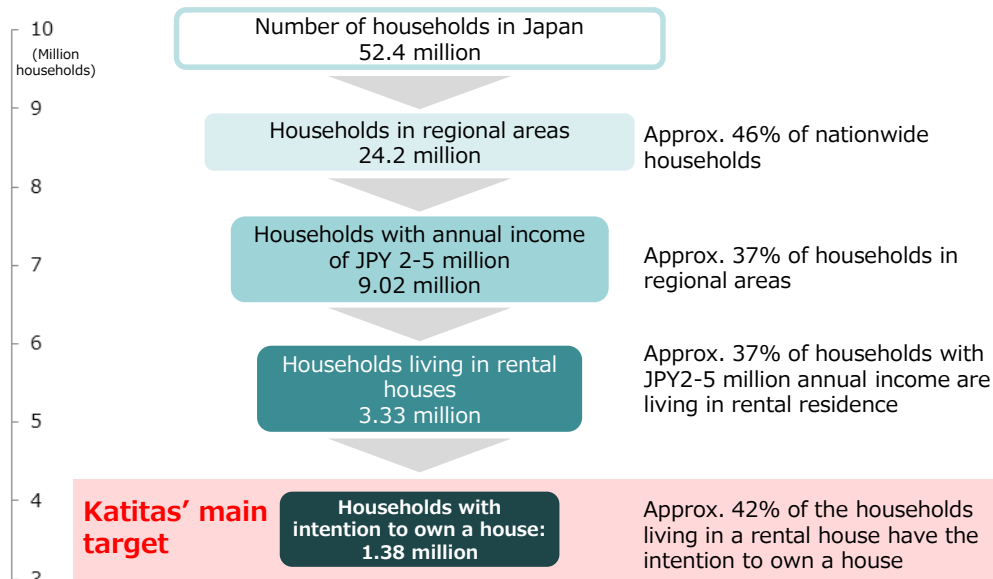 10
(Million
households)
9
8
7
6
5
4
Number of households in Japan
52.4 million
Households in regional areas
24.2 million
Approx. 46% of nationwide
households
Households with annual income
of JPY 2-5 million
9.02 million
Approx. 37% of households in
regional areas
Households living in rental
houses
3.33 million
Approx. 37% of households with
JPY2-5 million annual income are
living in rental residence
Katitas’ main
target
Households with
intention to own a house:
1.38 million
Approx. 42% of the households
living in a rental house have the
intention to own a house